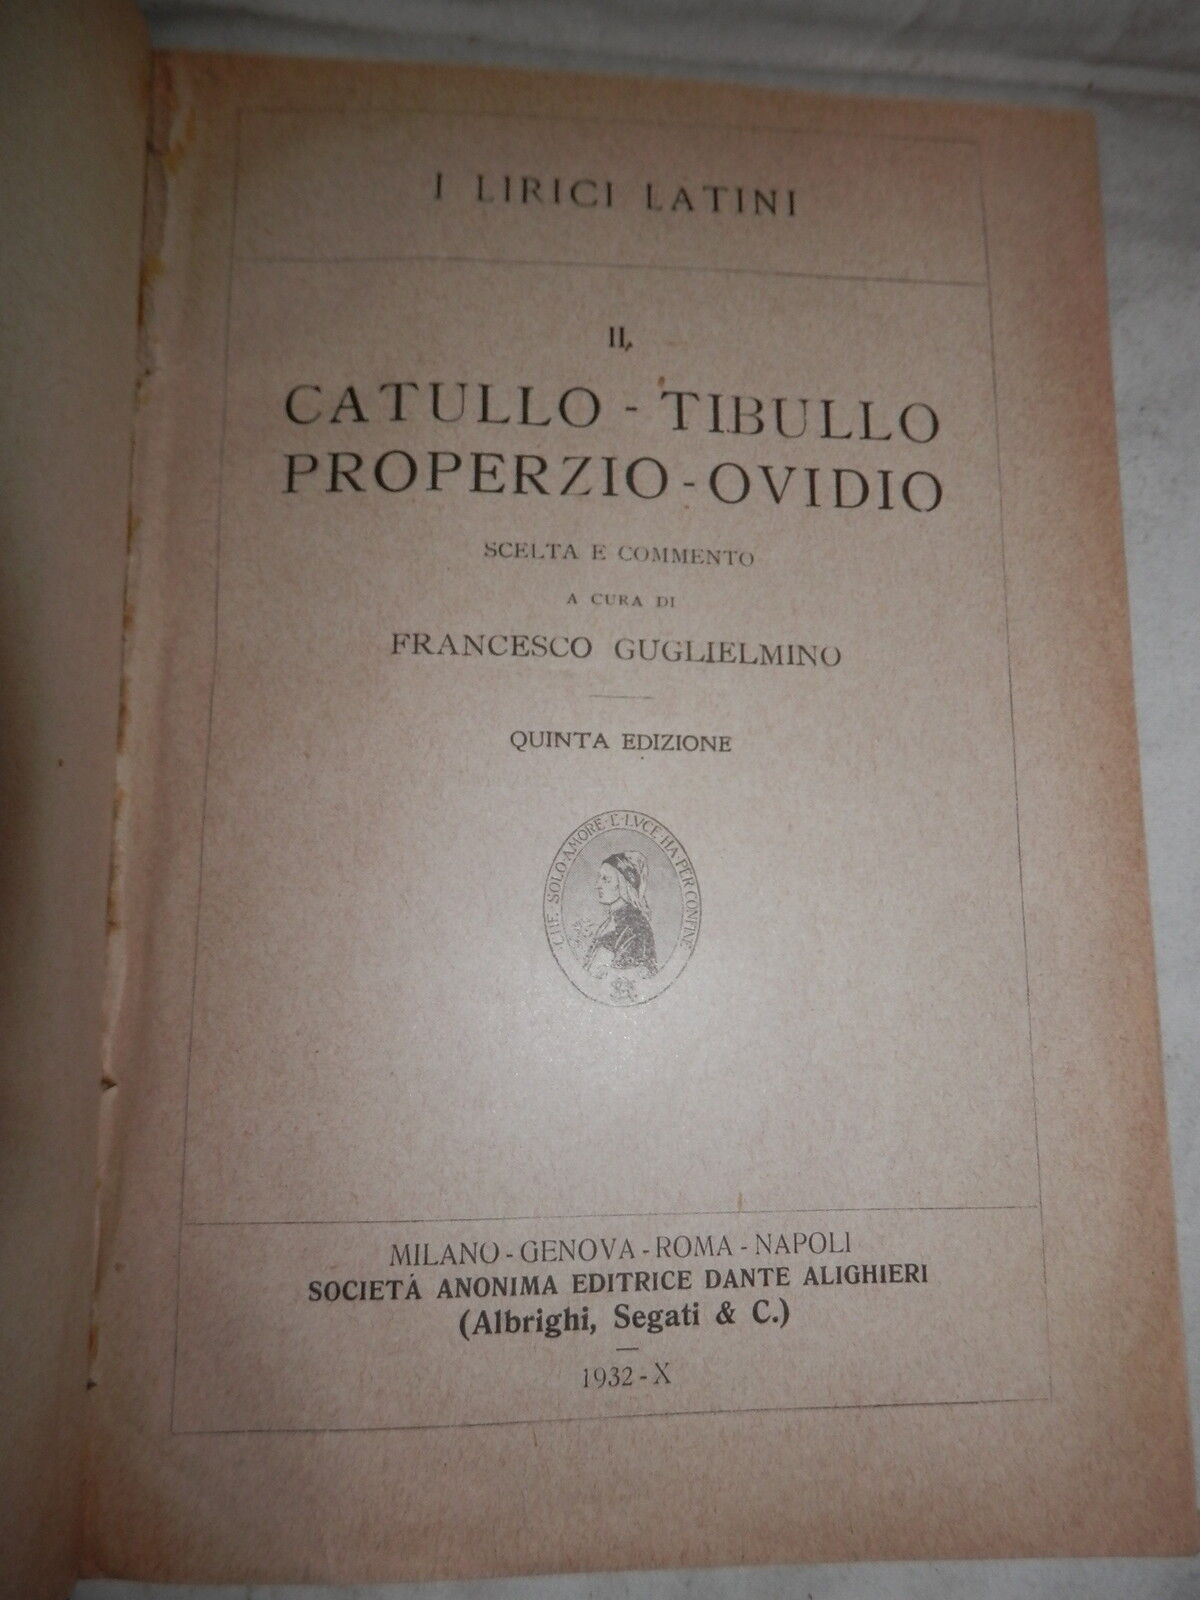 I LIRICI LATINI
II.
CATULLO - TIBULLO
PROPERZIO - OVIDIO
SCELTA E COMMENTO
A CURA DI
FRANCESCO GUGLIELMINO
QUINTA EDIZIONE
CHE · SOLO · AMORE · E · LVCE · HA · PER · CONFINE
MILANO - GENOVA - ROMA - NAPOLI
SOCIETÁ ANONIMA EDITRICE DANTE ALIGHIERI
(Albrighi, Segati & C.)
1932 - X